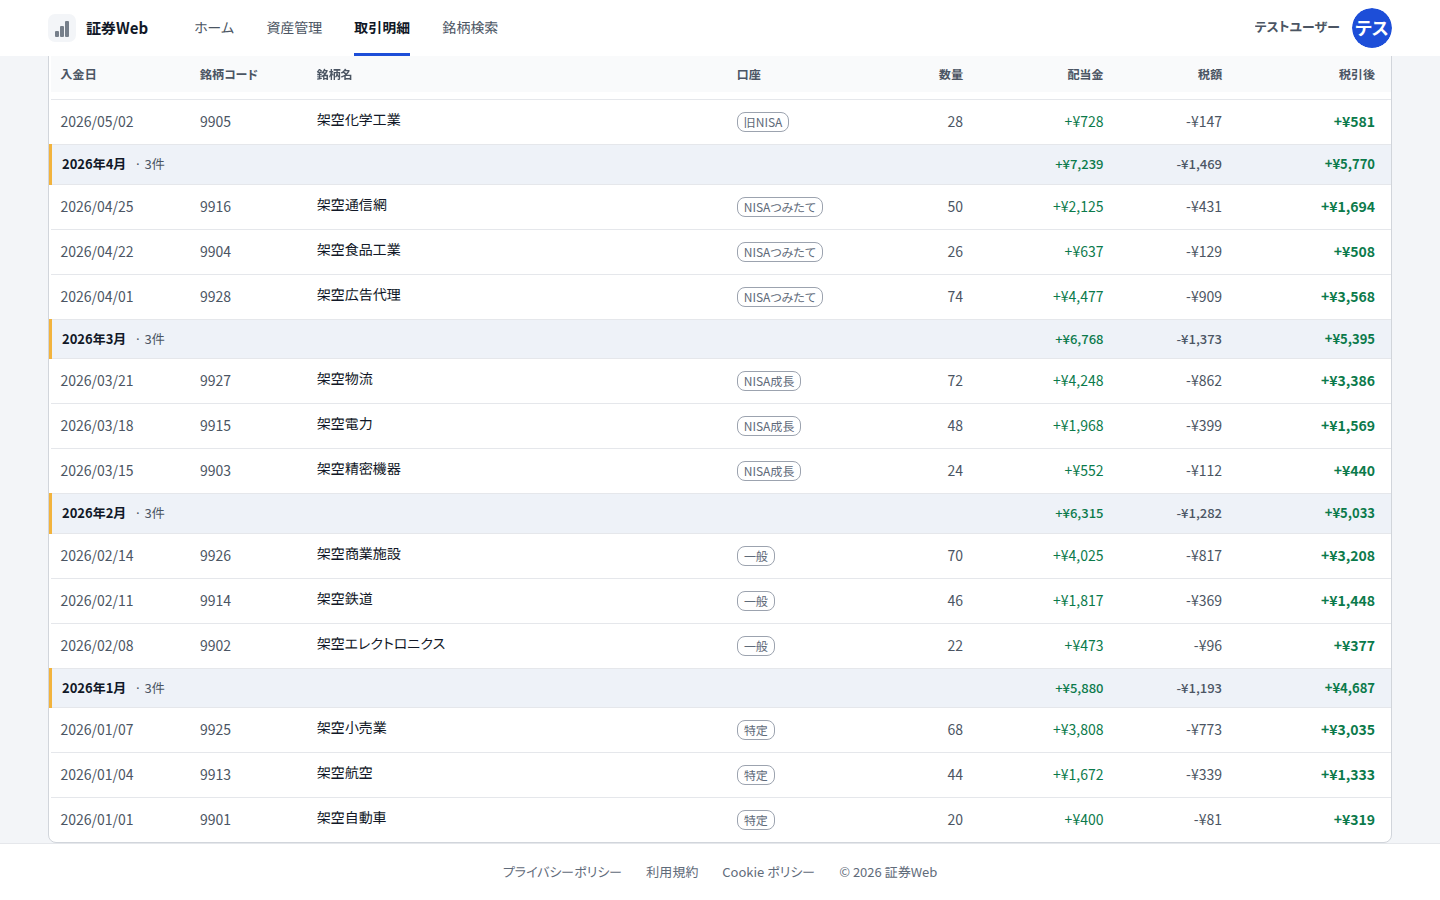 証券Web ホーム 資産管理 取引明細 銘柄検索 テストユーザー テス
入金日 銘柄コード 銘柄名 口座 数量 配当金 税額 税引後
2026/05/02 9905 架空化学工業 旧NISA 28 +¥728 -¥147 +¥581
2026年4月 · 3件 +¥7,239 -¥1,469 +¥5,770
2026/04/25 9916 架空通信網 NISAつみたて 50 +¥2,125 -¥431 +¥1,694
2026/04/22 9904 架空食品工業 NISAつみたて 26 +¥637 -¥129 +¥508
2026/04/01 9928 架空広告代理 NISAつみたて 74 +¥4,477 -¥909 +¥3,568
2026年3月 · 3件 +¥6,768 -¥1,373 +¥5,395
2026/03/21 9927 架空物流 NISA成長 72 +¥4,248 -¥862 +¥3,386
2026/03/18 9915 架空電力 NISA成長 48 +¥1,968 -¥399 +¥1,569
2026/03/15 9903 架空精密機器 NISA成長 24 +¥552 -¥112 +¥440
2026年2月 · 3件 +¥6,315 -¥1,282 +¥5,033
2026/02/14 9926 架空商業施設 一般 70 +¥4,025 -¥817 +¥3,208
2026/02/11 9914 架空鉄道 一般 46 +¥1,817 -¥369 +¥1,448
2026/02/08 9902 架空エレクトロニクス 一般 22 +¥473 -¥96 +¥377
2026年1月 · 3件 +¥5,880 -¥1,193 +¥4,687
2026/01/07 9925 架空小売業 特定 68 +¥3,808 -¥773 +¥3,035
2026/01/04 9913 架空航空 特定 44 +¥1,672 -¥339 +¥1,333
2026/01/01 9901 架空自動車 特定 20 +¥400 -¥81 +¥319
プライバシーポリシー 利用規約 Cookie ポリシー © 2026 証券Web